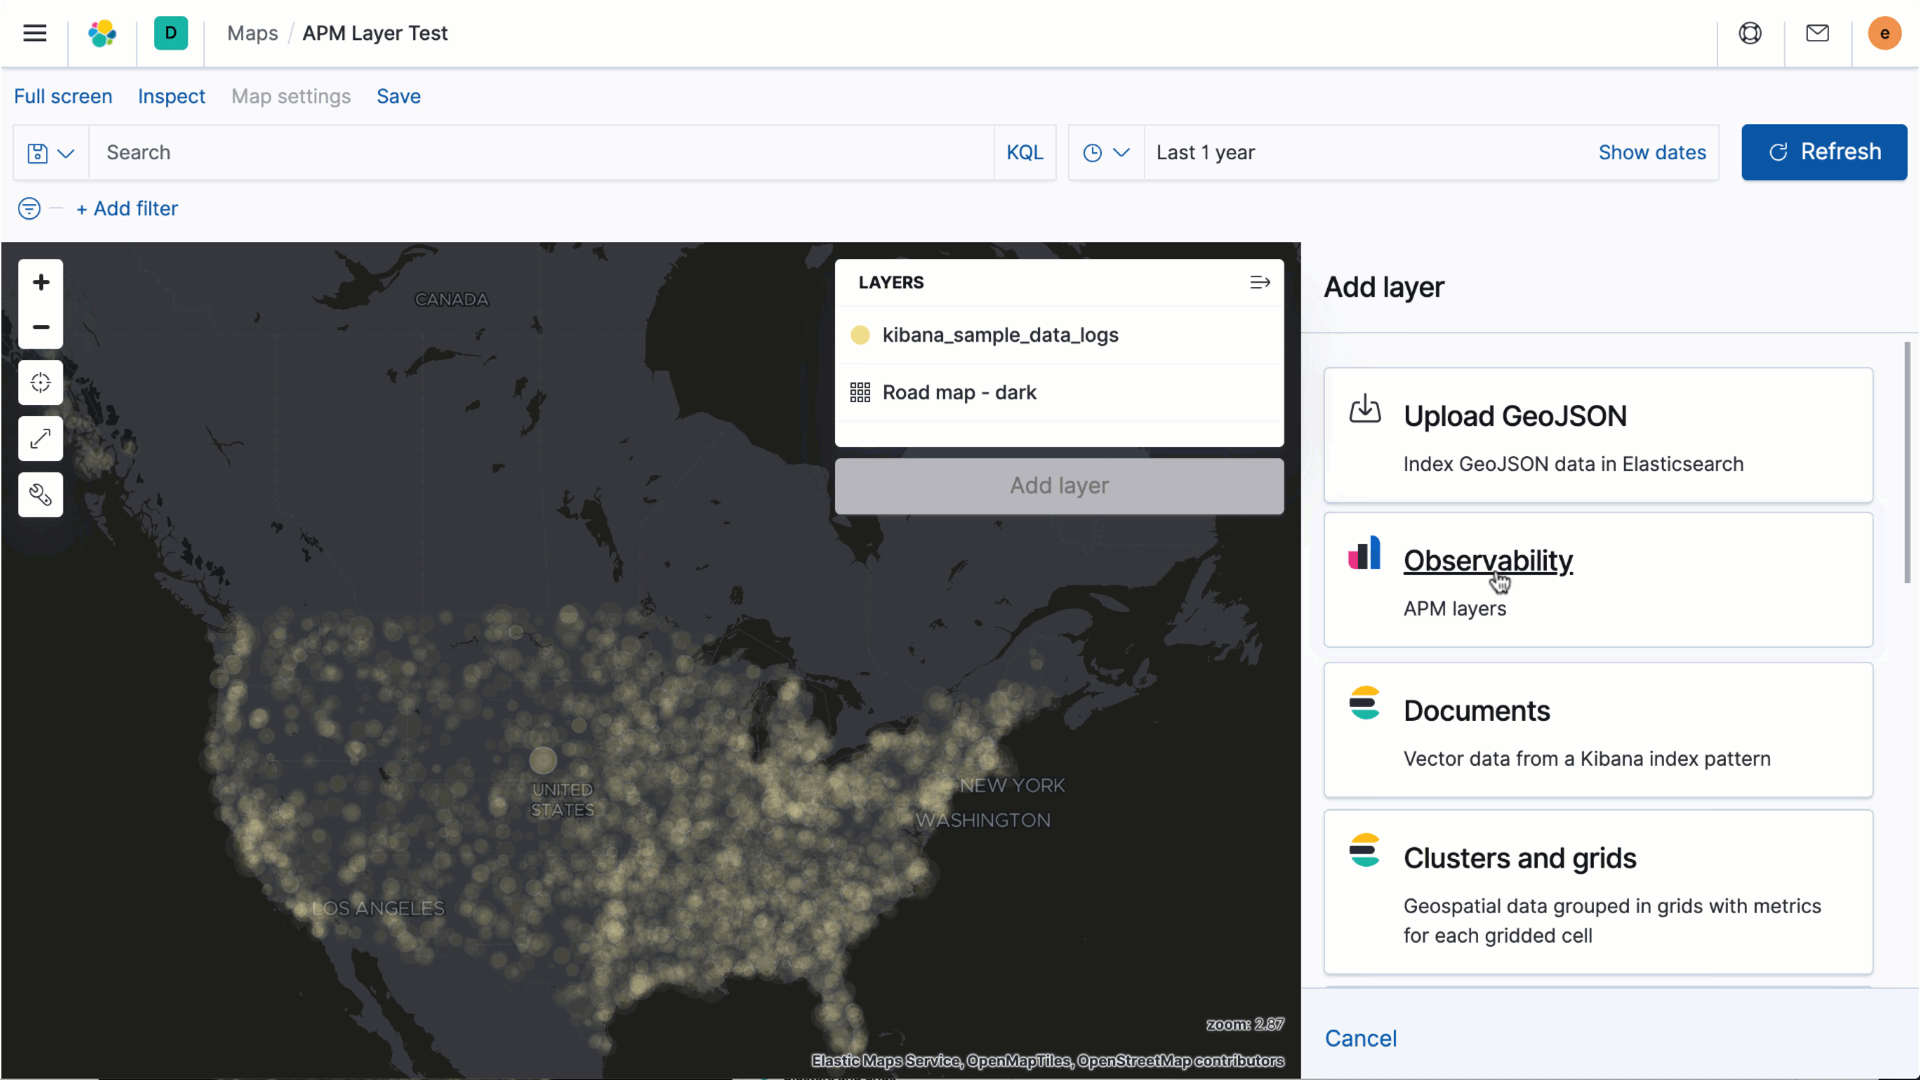 D
Maps / APM Layer Test
e
Full screen
Inspect
Map settings
Save
Search
KQL
Last 1 year
Show dates
Refresh
+ Add filter
CANADA
UNITED
STATES
NEW YORK
WASHINGTON
LOS ANGELES
LAYERS
kibana_sample_data_logs
Road map - dark
Add layer
zoom: 2.87
Elastic Maps Service, OpenMapTiles, OpenStreetMap contributors
Add layer
Upload GeoJSON
Index GeoJSON data in Elasticsearch
Observability
APM layers
Documents
Vector data from a Kibana index pattern
Clusters and grids
Geospatial data grouped in grids with metrics
for each gridded cell
Cancel